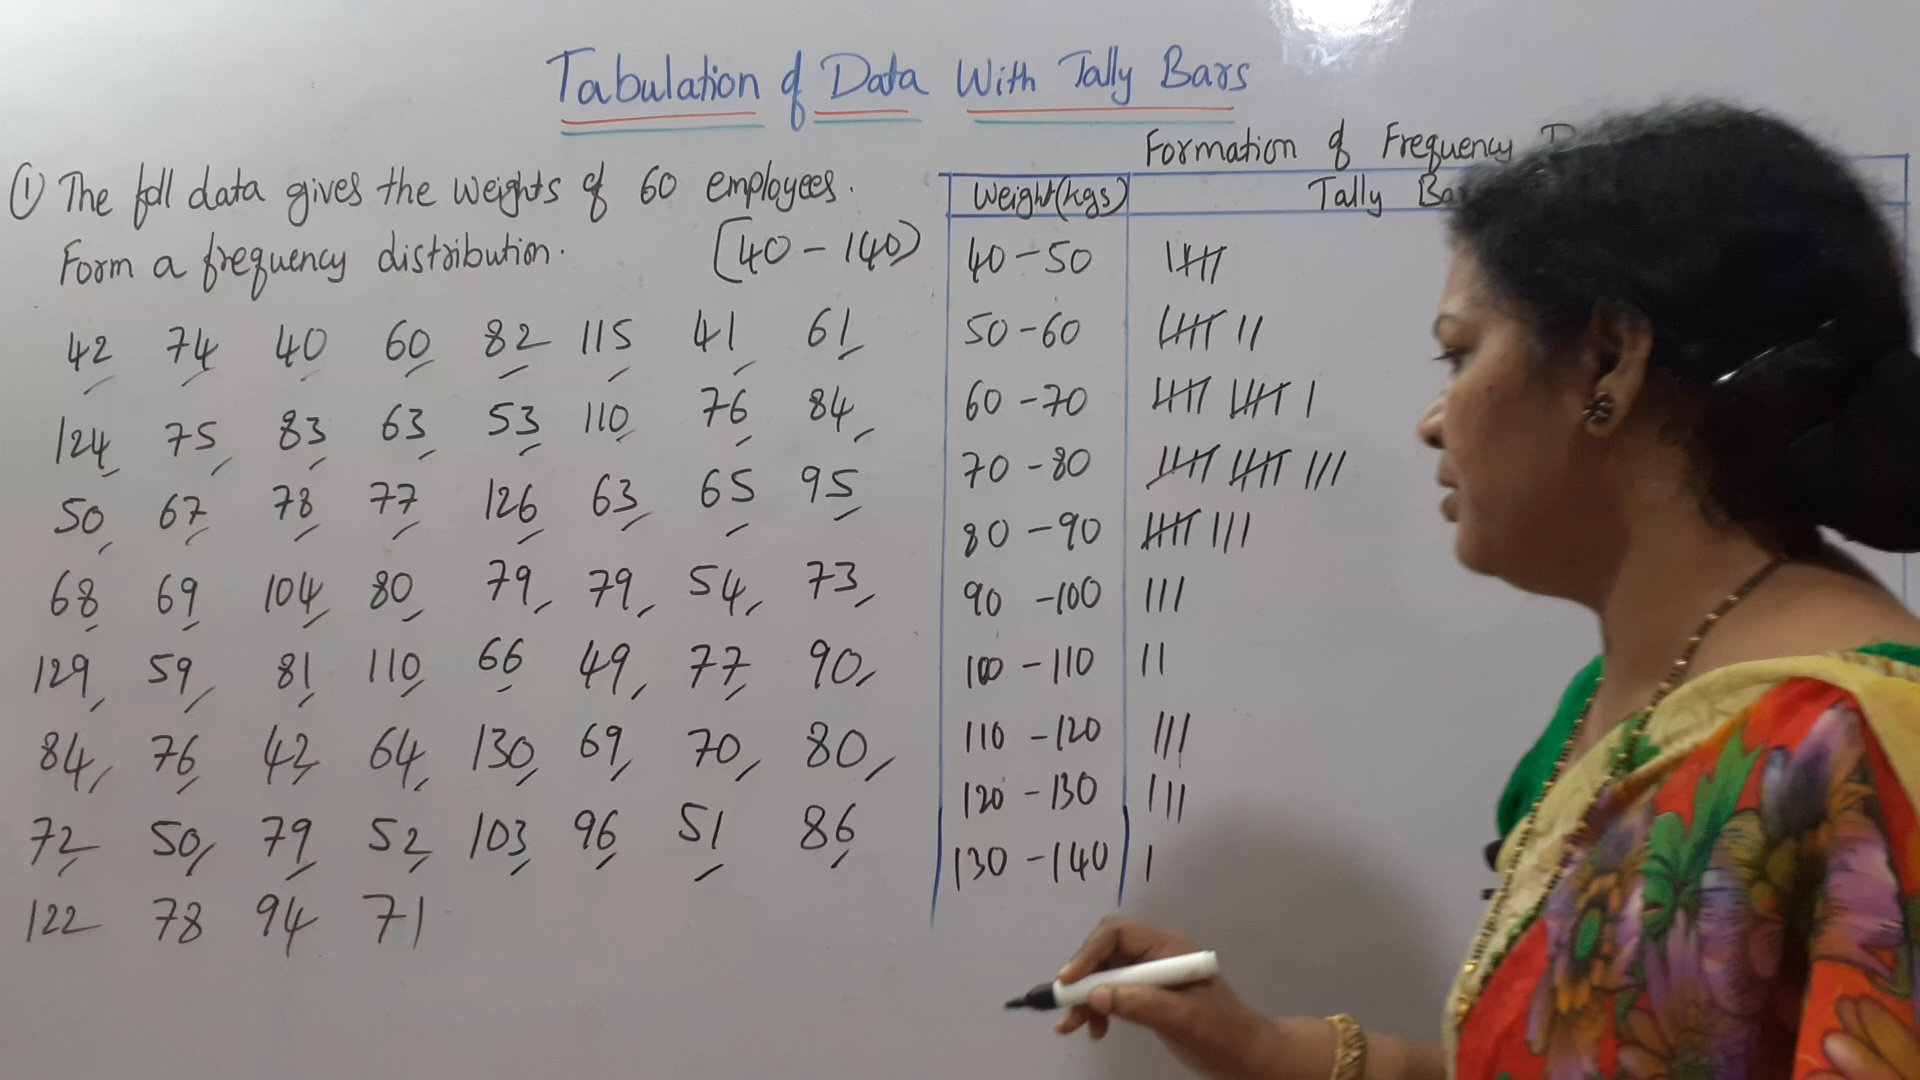 Tabulation of Data With Tally Bars
① The foll data gives the weights of 60 employees.
Form a frequency distribution. (40 - 140)
42 74 40 60 82 115 41 61
124 75 83 63 53 110 76 84
50 67 78 77 126 63 65 95
68 69 104 80 79 79 54 73
129 59 81 110 66 49 77 90
84 76 42 64 130 69 70 80
72 50 79 52 103 96 51 86
122 78 94 71
Formation of Frequency
Weight(kgs) Tally
40 - 50
50 - 60
60 - 70
70 - 80
80 - 90
90 - 100
100 - 110
110 - 120
120 - 130
130 - 140